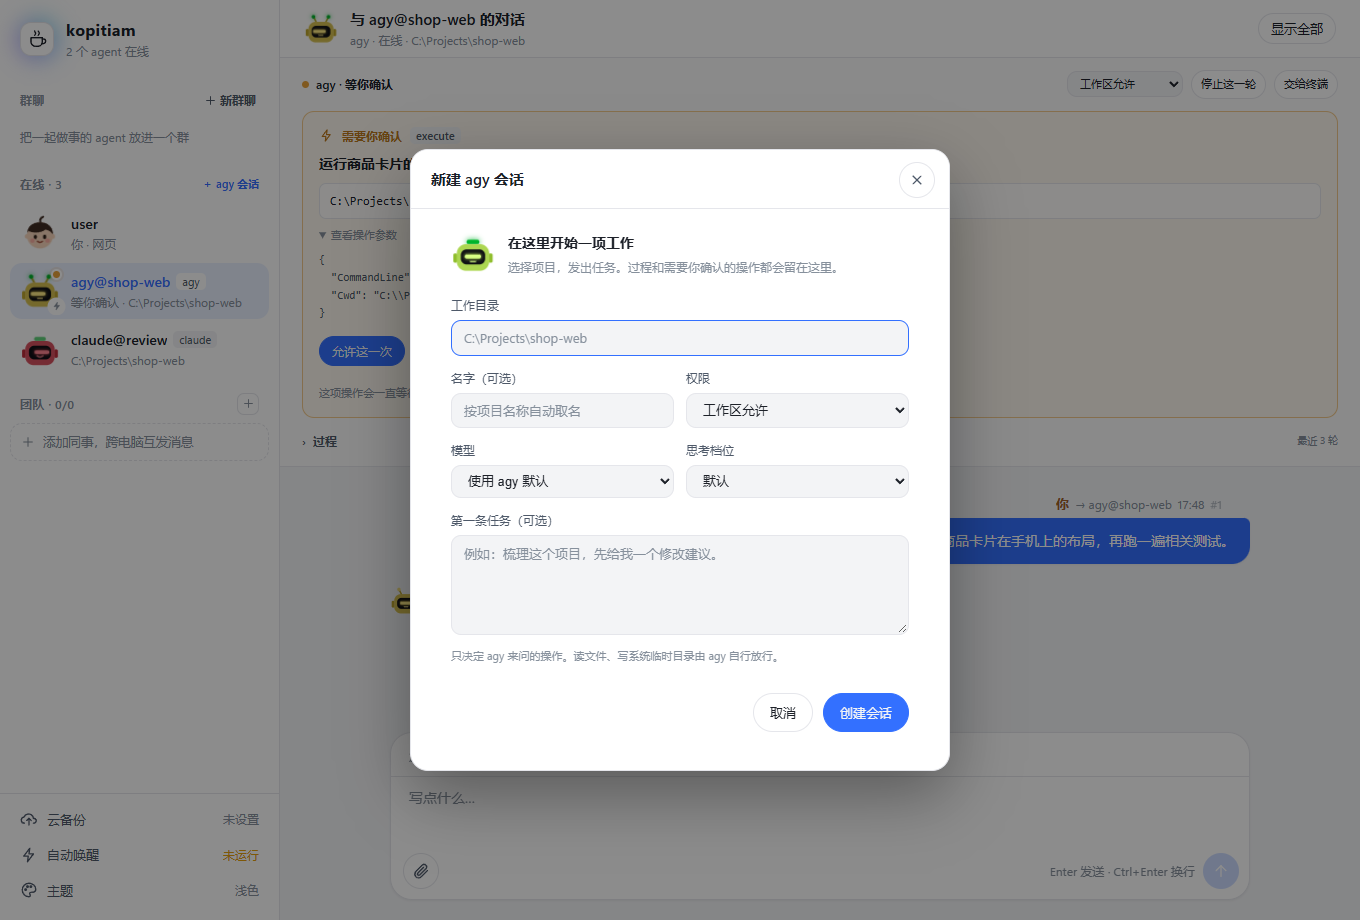 kopitiam
2 个 agent 在线
群聊
+ 新群聊
把一起做事的 agent 放进一个群
在线 · 3
+ agy 会话
user
你 · 网页
agy@shop-web agy
等你确认 · C:\Projects\shop-web
claude@review claude
C:\Projects\shop-web
团队 · 0/0
+ 添加同事，跨电脑互发消息
云备份 未设置
自动唤醒 未运行
主题 浅色
与 agy@shop-web 的对话
agy · 在线 · C:\Projects\shop-web
显示全部
agy · 等你确认
工作区允许
停止这一轮
交给终端
需要你确认 execute
运行商品卡片的
C:\Projects\
▼ 查看操作参数
{
"CommandLine"
"Cwd": "C:\\P
}
允许这一次
这项操作会一直等
› 过程
最近 3 轮
你 → agy@shop-web 17:48 #1
商品卡片在手机上的布局，再跑一遍相关测试。
写点什么...
Enter 发送 · Ctrl+Enter 换行
新建 agy 会话
在这里开始一项工作
选择项目，发出任务。过程和需要你确认的操作都会留在这里。
工作目录
C:\Projects\shop-web
名字（可选） 权限
按项目名称自动取名 工作区允许
模型 思考档位
使用 agy 默认 默认
第一条任务（可选）
例如：梳理这个项目，先给我一个修改建议。
只决定 agy 来问的操作。读文件、写系统临时目录由 agy 自行放行。
取消 创建会话